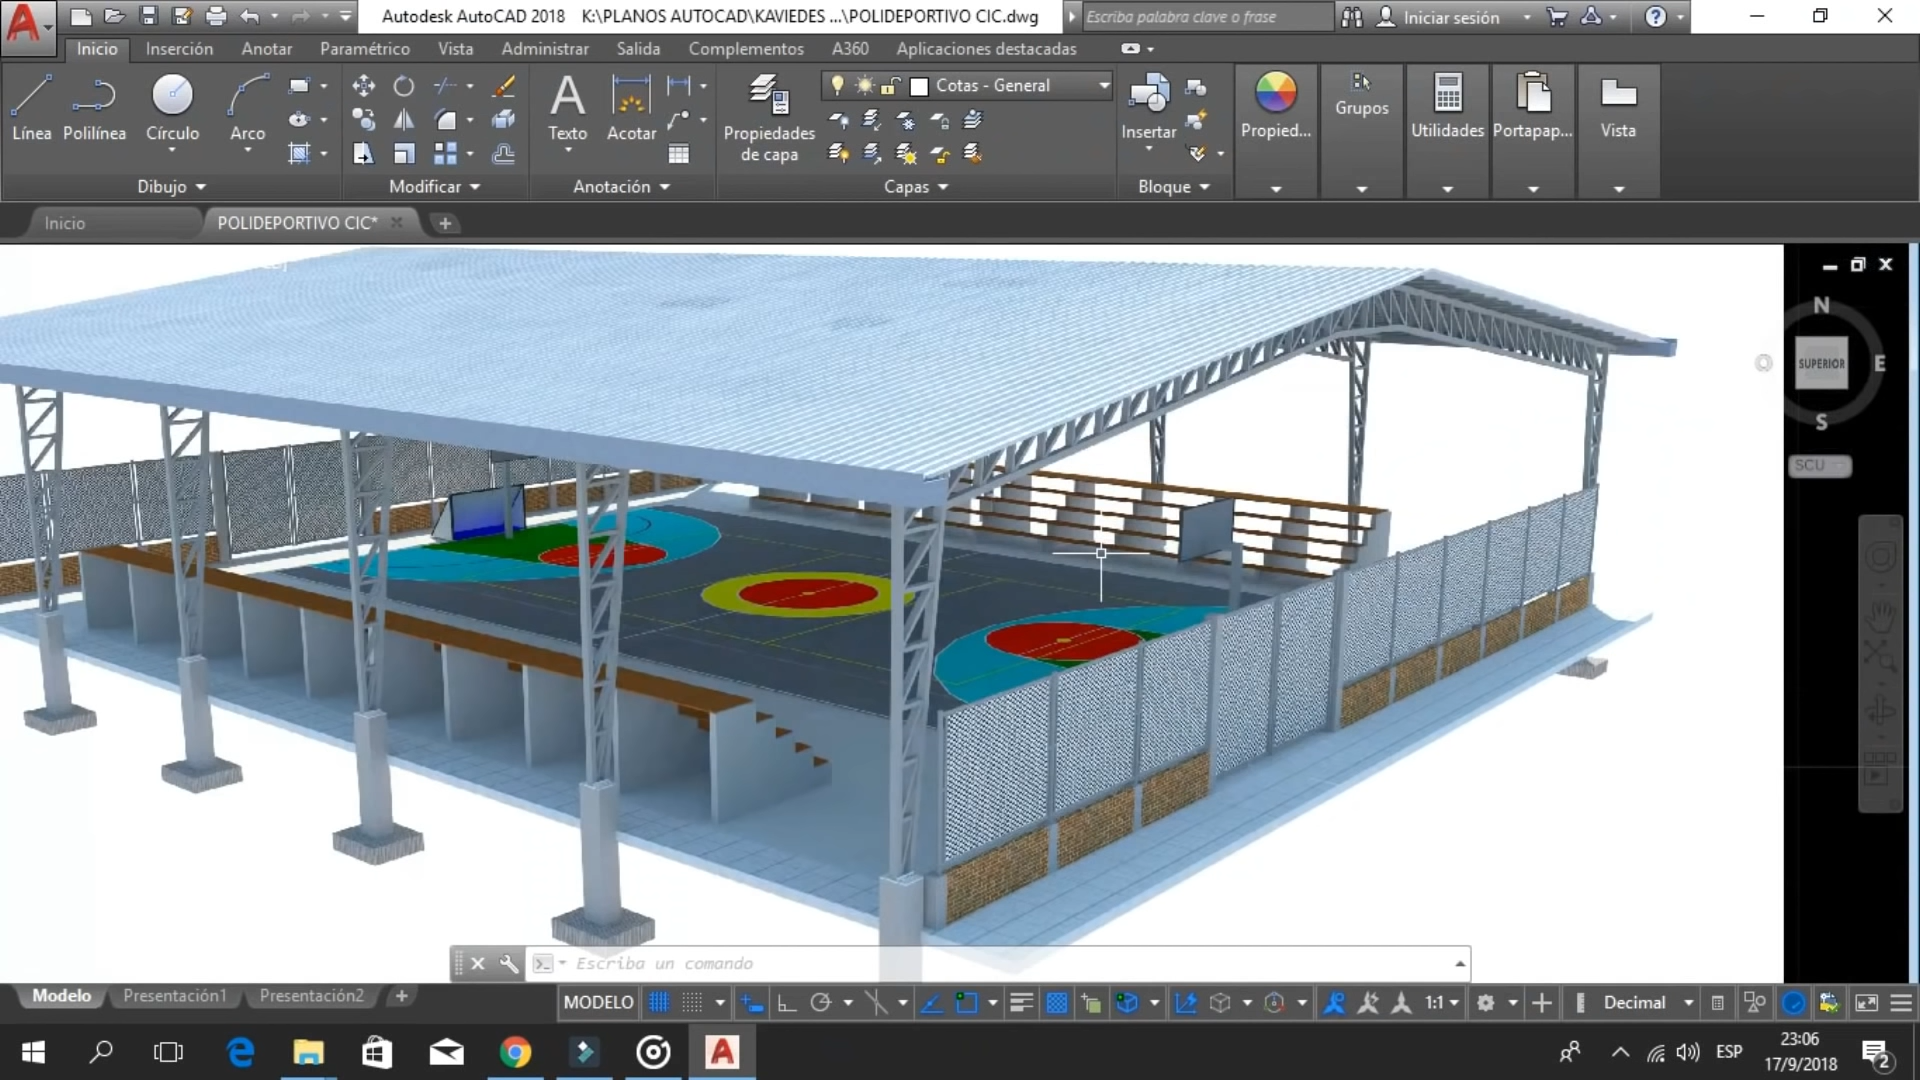 Autodesk AutoCAD 2018 K:\PLANOS AUTOCAD\KAVIEDES ...\POLIDEPORTIVO CIC.dwg
Escriba palabra clave o frase
Iniciar sesión
Inicio Inserción Anotar Paramétrico Vista Administrar Salida Complementos A360 Aplicaciones destacadas
Cotas - General
Línea Polilínea Círculo Arco
A
Texto Acotar
Propiedades
de capa
Insertar
Propied...
Grupos
Utilidades
Portapap...
Vista
Dibujo
Modificar
Anotación
Capas
Bloque
Inicio
POLIDEPORTIVO CIC*
N
SUPERIOR
E
S
SCU
Escriba un comando
Modelo Presentación1 Presentación2
MODELO
1:1
Decimal
ESP
23:06
17/9/2018
2